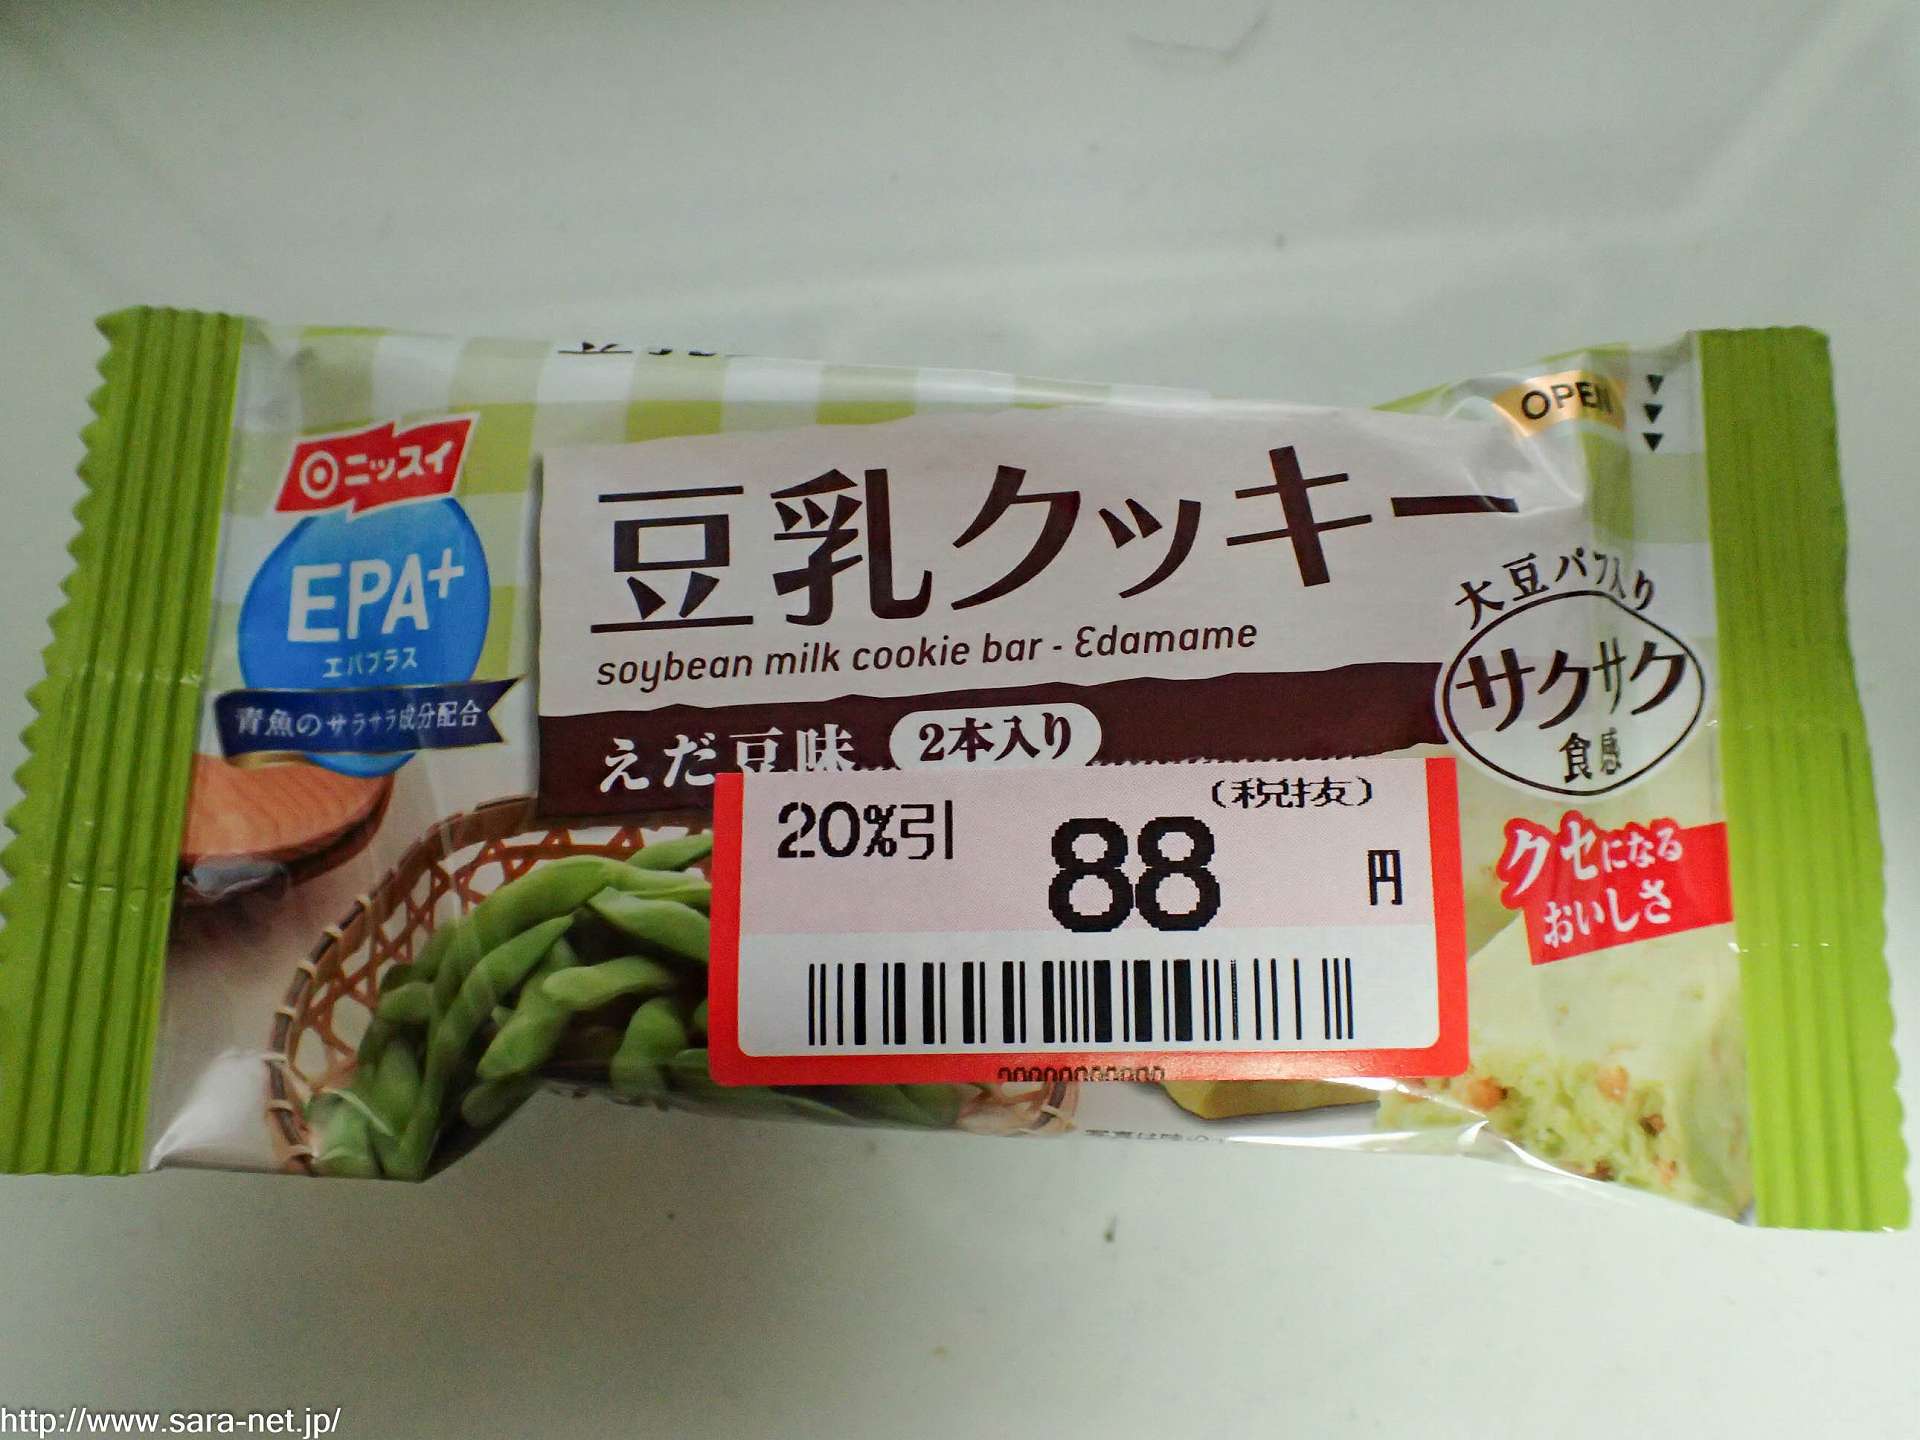 OPEN
ニッスイ
EPA+
エパプラス
青魚のサラサラ成分配合
豆乳クッキー
soybean milk cookie bar - Edamame
えだ豆味
2本入り
大豆パフ入り
サクサク
食感
クセになる
おいしさ
20%引
(税抜)
88
円
http://www.sara-net.jp/